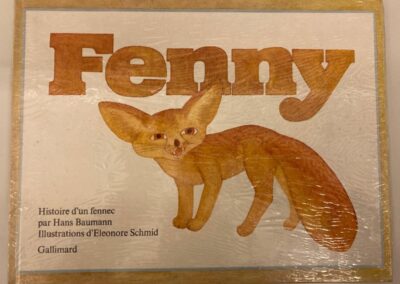 Fenny
Histoire d'un fennec
par Hans Baumann
Illustrations d'Eleonore Schmid
Gallimard